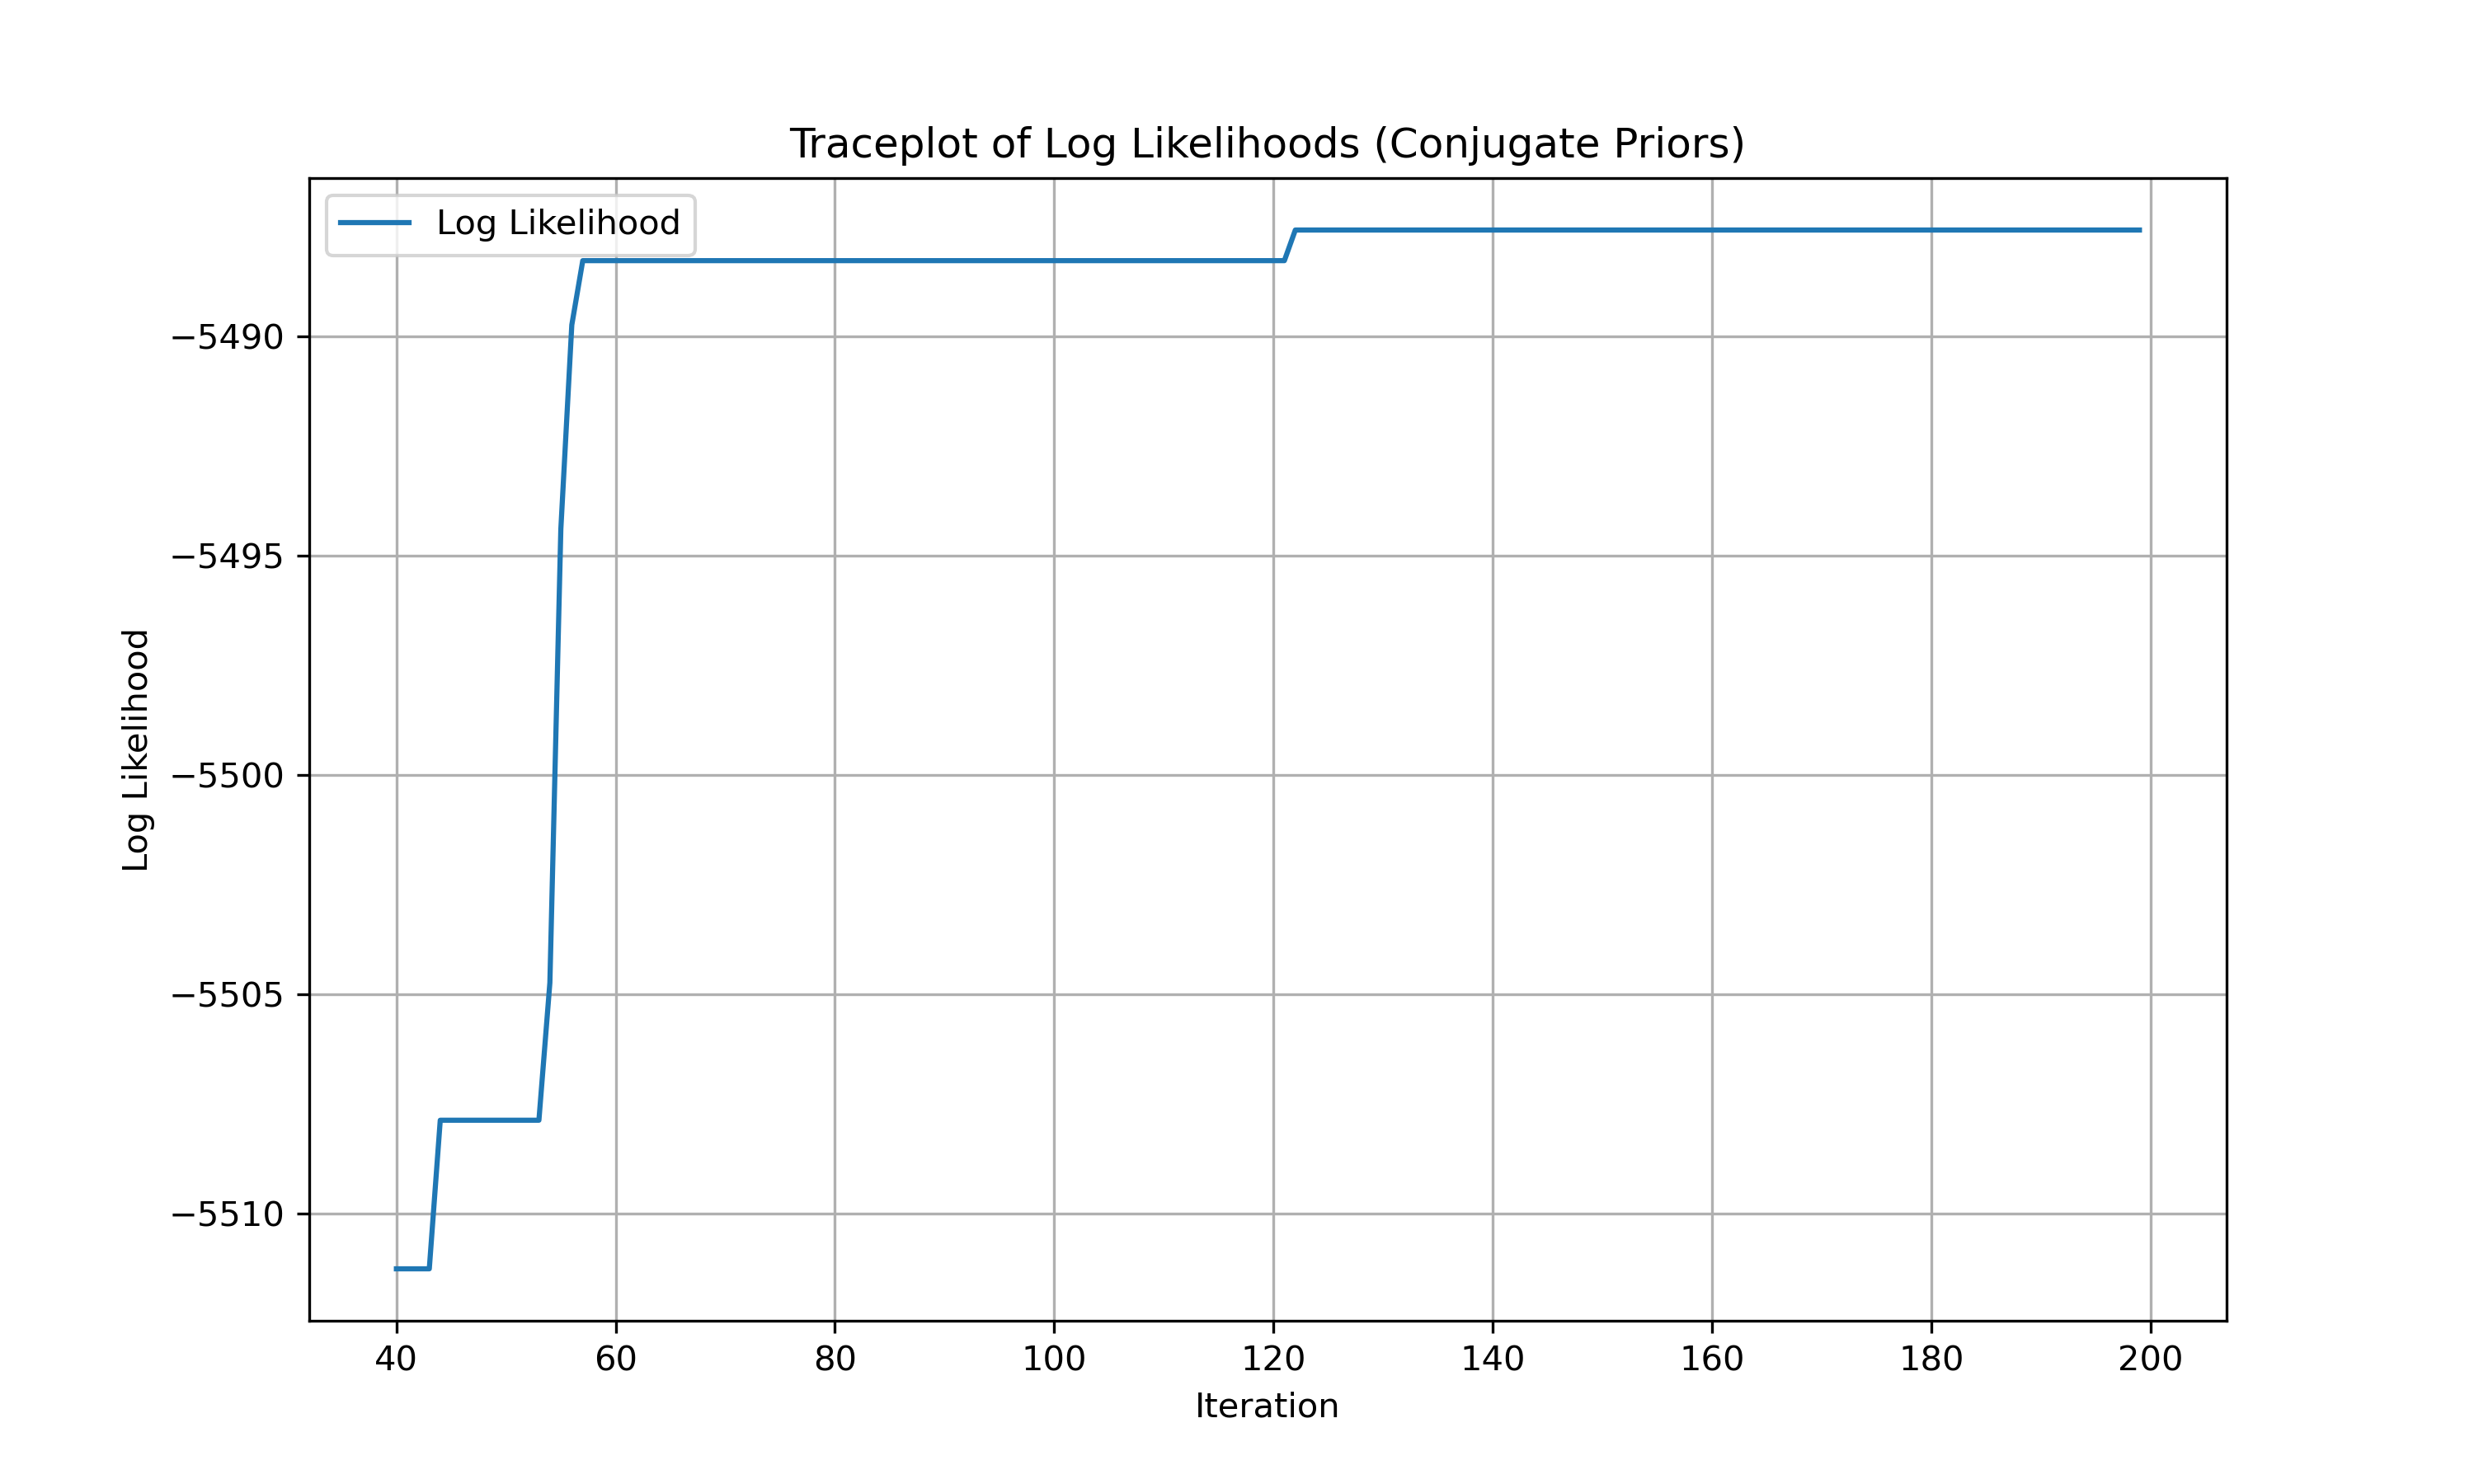 Traceplot of Log Likelihoods (Conjugate Priors)
Log Likelihood
−5490
−5495
−5500
−5505
−5510
Log Likelihood
40 60 80 100 120 140 160 180 200
Iteration